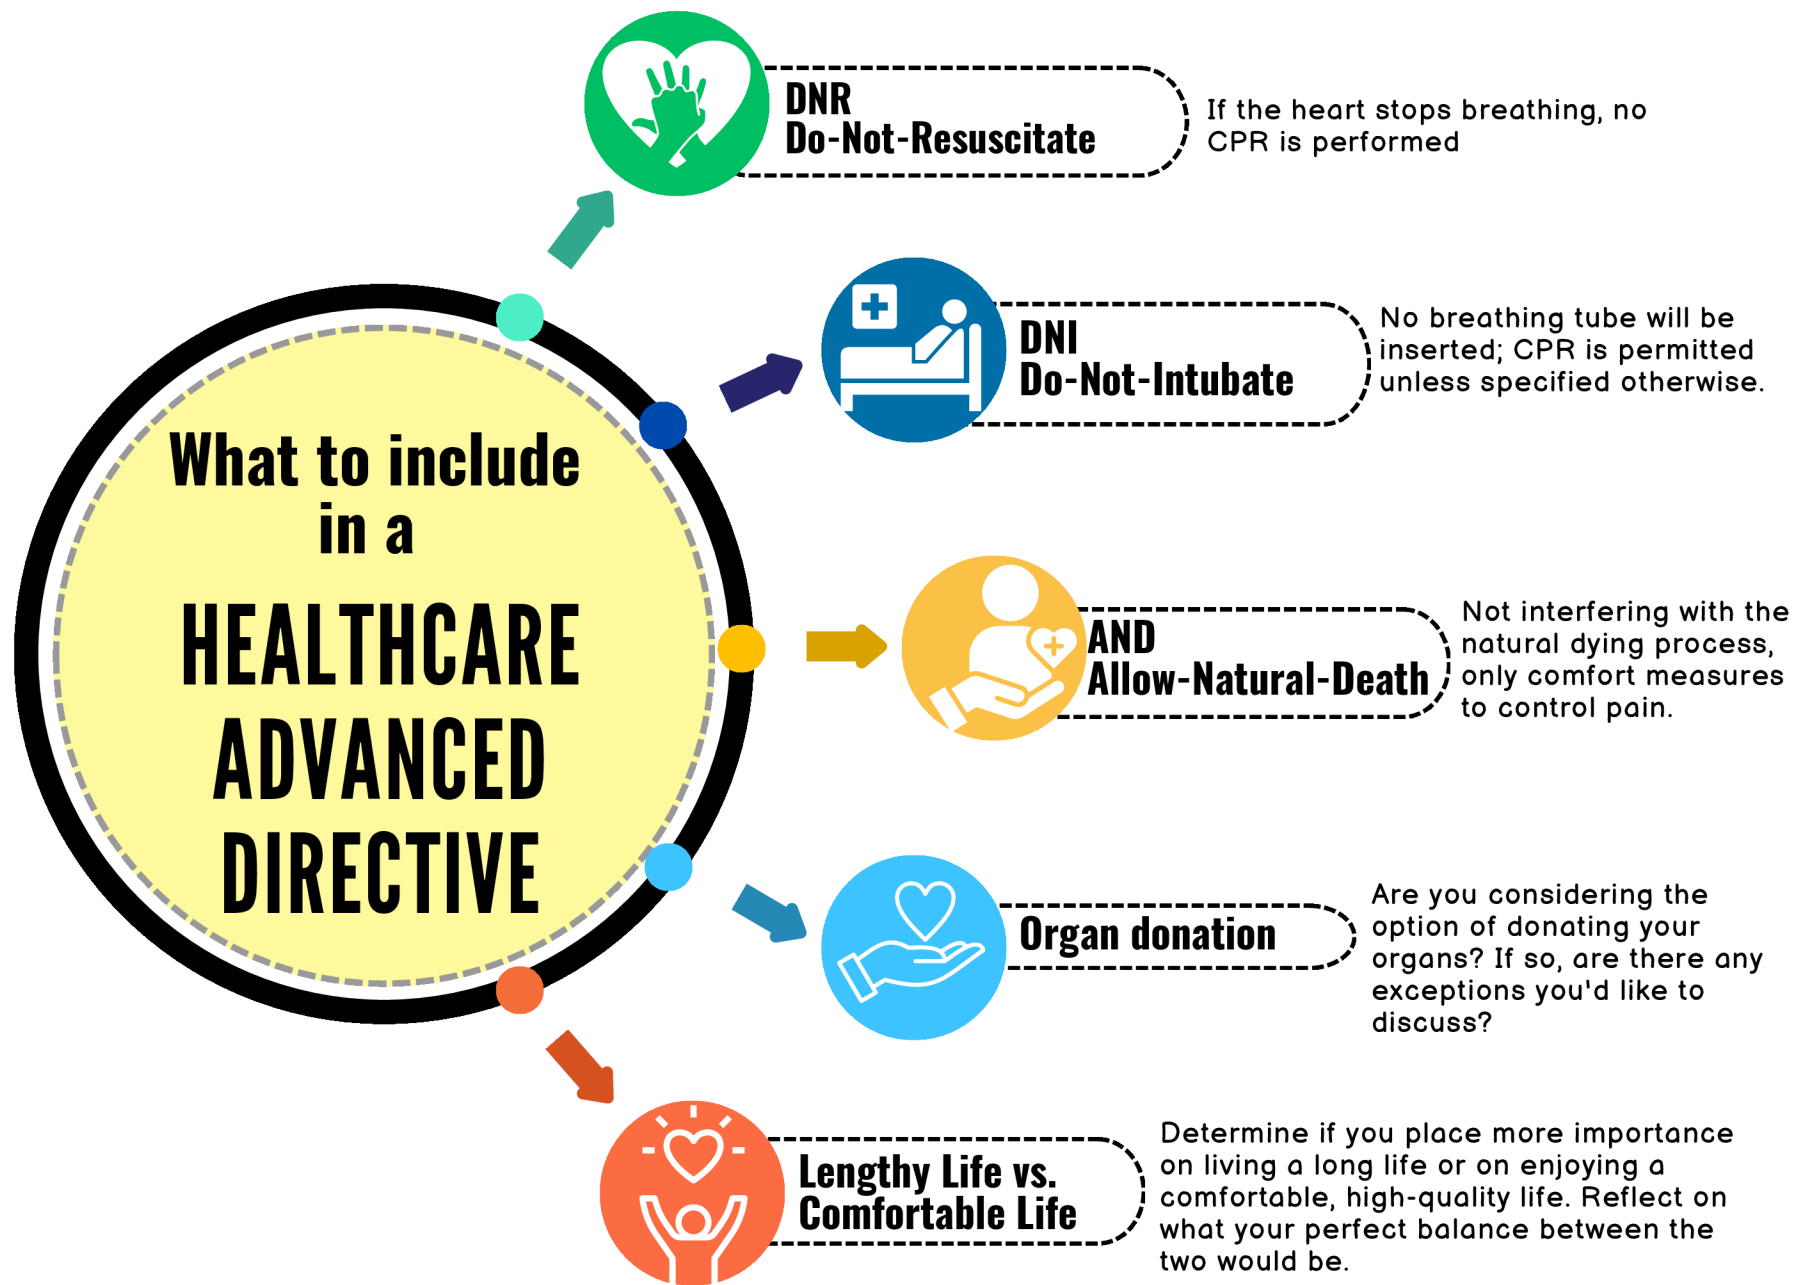 What to include
in a
HEALTHCARE
ADVANCED
DIRECTIVE
DNR
Do-Not-Resuscitate
If the heart stops breathing, no
CPR is performed
DNI
Do-Not-Intubate
No breathing tube will be
inserted; CPR is permitted
unless specified otherwise.
AND
Allow-Natural-Death
Not interfering with the
natural dying process,
only comfort measures
to control pain.
Organ donation
Are you considering the
option of donating your
organs? If so, are there any
exceptions you'd like to
discuss?
Lengthy Life vs.
Comfortable Life
Determine if you place more importance
on living a long life or on enjoying a
comfortable, high-quality life. Reflect on
what your perfect balance between the
two would be.